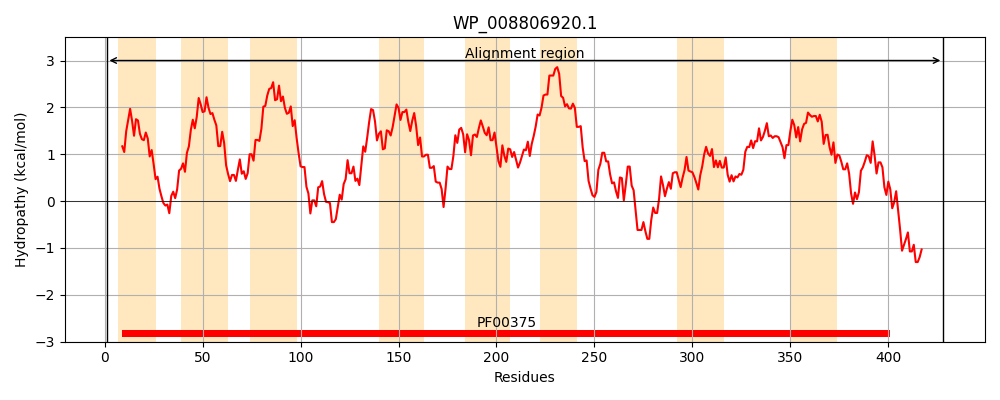 WP_008806920.1
Hydropathy (kcal/mol)
3
2
1
0
−1
−2
−3
Alignment region
PF00375
0 50 100 150 200 250 300 350 400
Residues